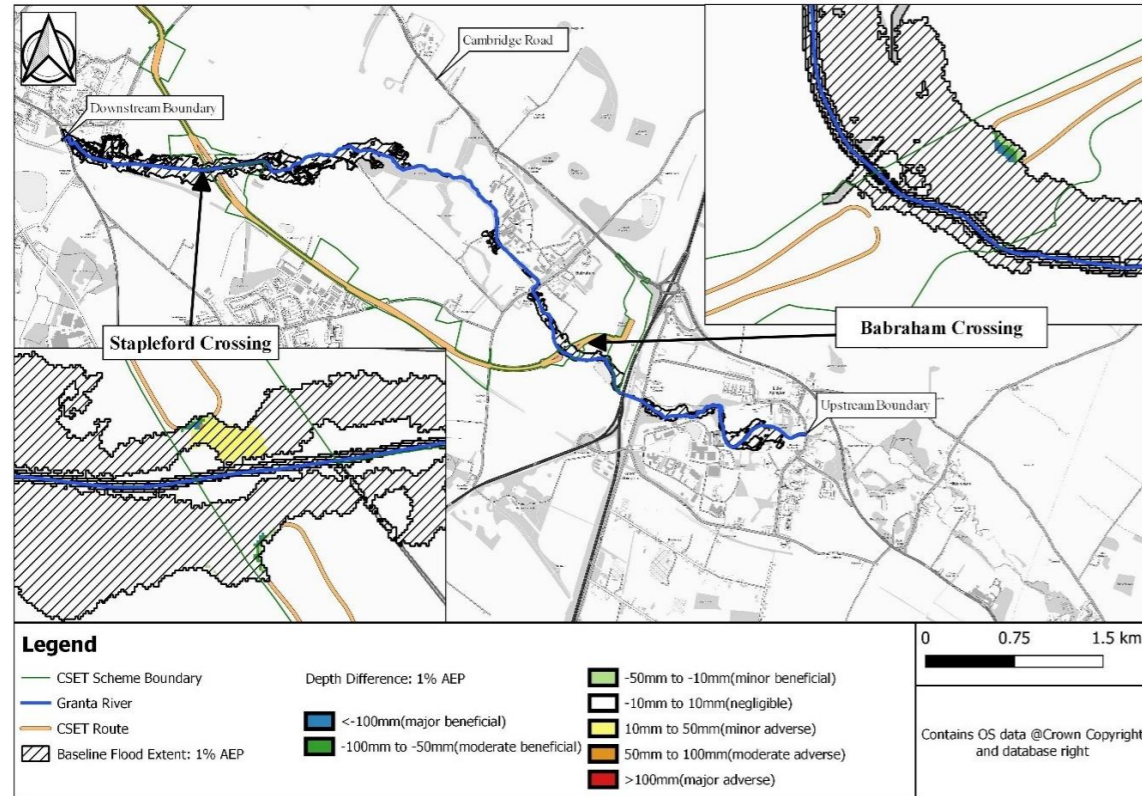 Cambridge Road
Downstream Boundary
Stapleford Crossing
Babraham Crossing
Upstream Boundary
Legend
CSET Scheme Boundary
Granta River
CSET Route
Baseline Flood Extent: 1% AEP
Depth Difference: 1% AEP
<-100mm(major beneficial)
-100mm to -50mm(moderate beneficial)
-50mm to -10mm(minor beneficial)
-10mm to 10mm(negligible)
10mm to 50mm(minor adverse)
50mm to 100mm(moderate adverse)
>100mm(major adverse)
0 0.75 1.5 km
Contains OS data @Crown Copyright
and database right